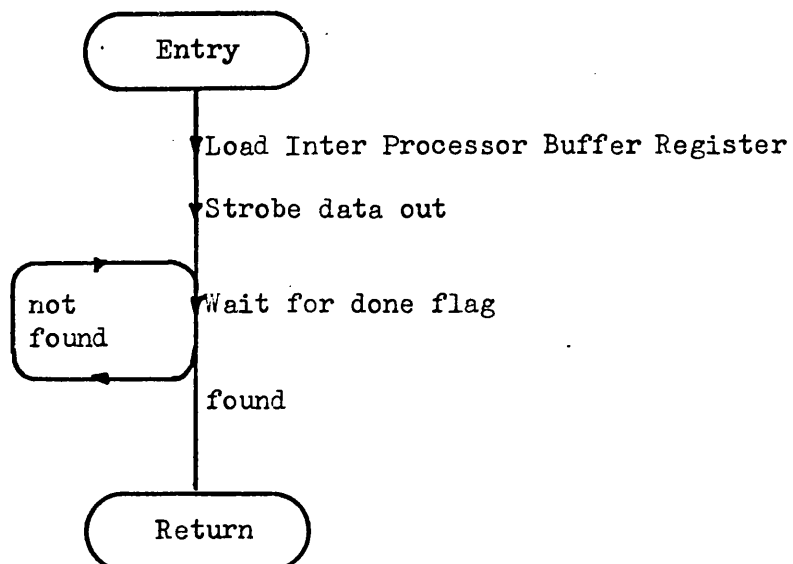 Entry
Load Inter Processor Buffer Register
Strobe data out
Wait for done flag
not
found
found
Return